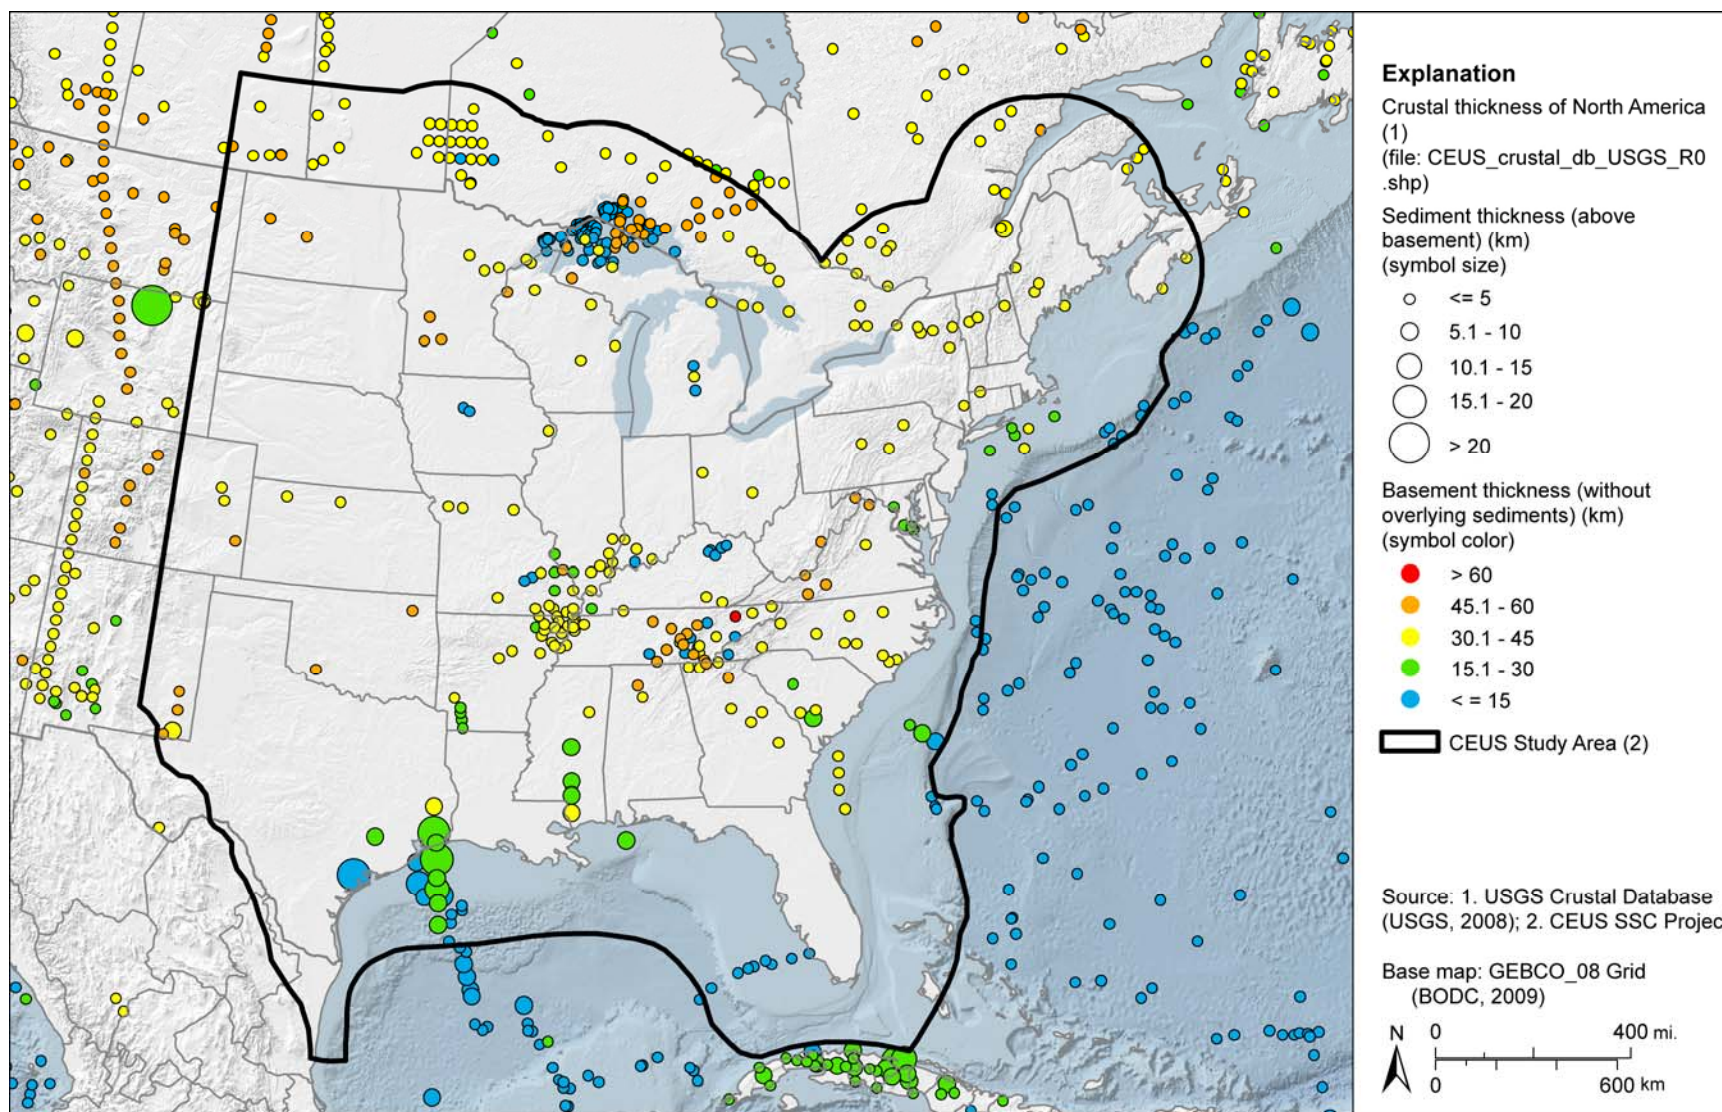 Explanation
Crustal thickness of North America
(1)
(file: CEUS_crustal_db_USGS_R0
.shp)
Sediment thickness (above
basement) (km)
(symbol size)
<= 5
5.1 - 10
10.1 - 15
15.1 - 20
> 20
Basement thickness (without
overlying sediments) (km)
(symbol color)
> 60
45.1 - 60
30.1 - 45
15.1 - 30
< = 15
CEUS Study Area (2)
Source: 1. USGS Crustal Database
(USGS, 2008); 2. CEUS SSC Projec
Base map: GEBCO_08 Grid
(BODC, 2009)
N 0 400 mi.
0 600 km